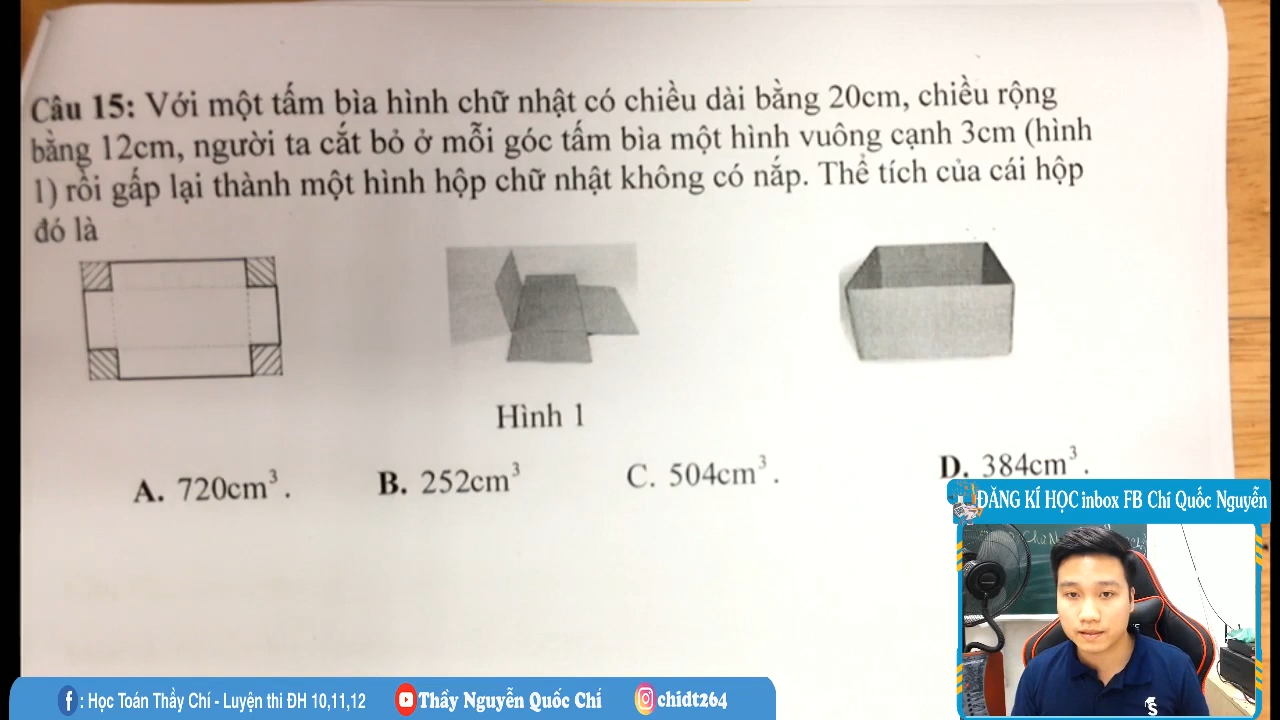 Câu 15: Với một tấm bìa hình chữ nhật có chiều dài bằng 20cm, chiều rộng
bằng 12cm, người ta cắt bỏ ở mỗi góc tấm bìa một hình vuông cạnh 3cm (hình
1) rồi gấp lại thành một hình hộp chữ nhật không có nắp. Thể tích của cái hộp
đó là
Hình 1
A. 720cm³. B. 252cm³ C. 504cm³. D. 384cm³.
ĐĂNG KÍ HỌC inbox FB Chí Quốc Nguyễn
f : Học Toán Thầy Chí - Luyện thi ĐH 10,11,12 Thầy Nguyễn Quốc Chí chidt264